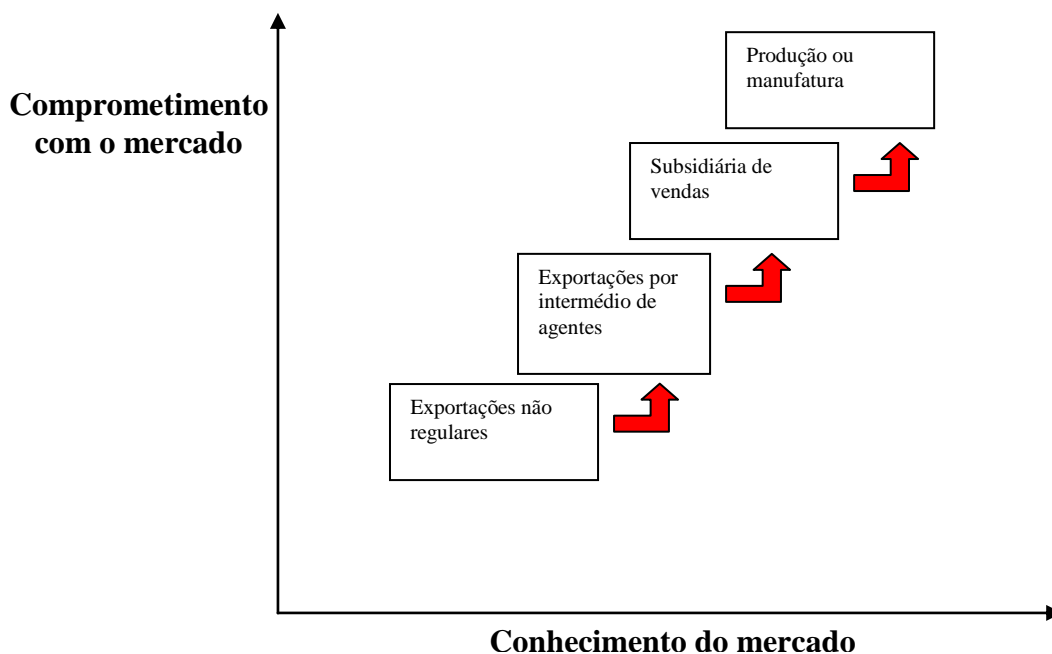 Produção ou
manufatura
Comprometimento
com o mercado
Subsidiária de
vendas
Exportações por
intermédio de
agentes
Exportações não
regulares
Conhecimento do mercado